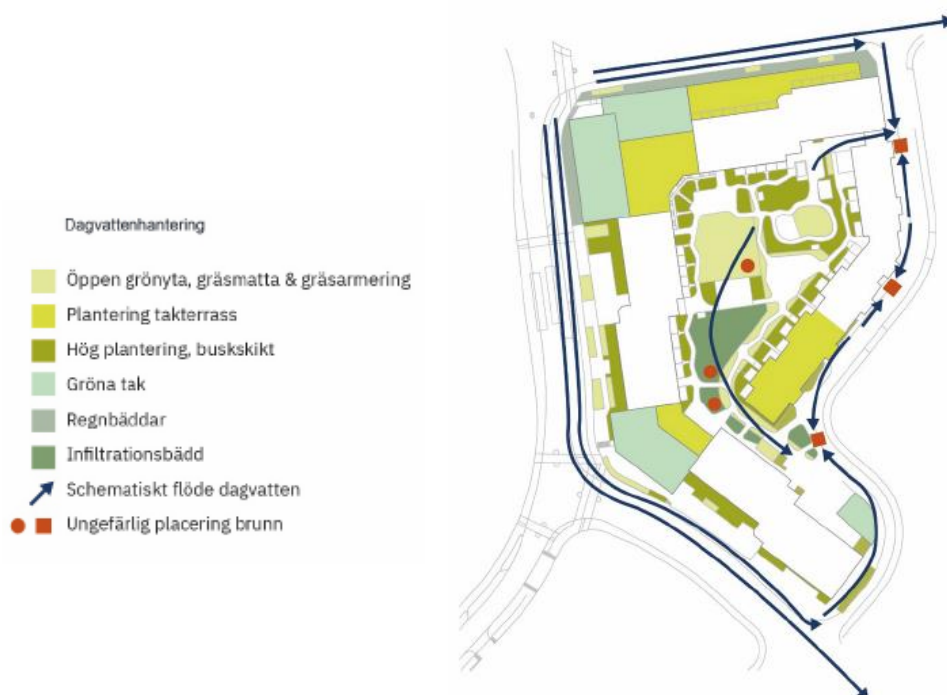 Dagvattenhantering
Öppen grönyta, gräsmatta & gräsarmering
Plantering takterrass
Hög plantering, buskskikt
Gröna tak
Regnbäddar
Infiltrationsbädd
Schematiskt flöde dagvatten
Ungefärlig placering brunn